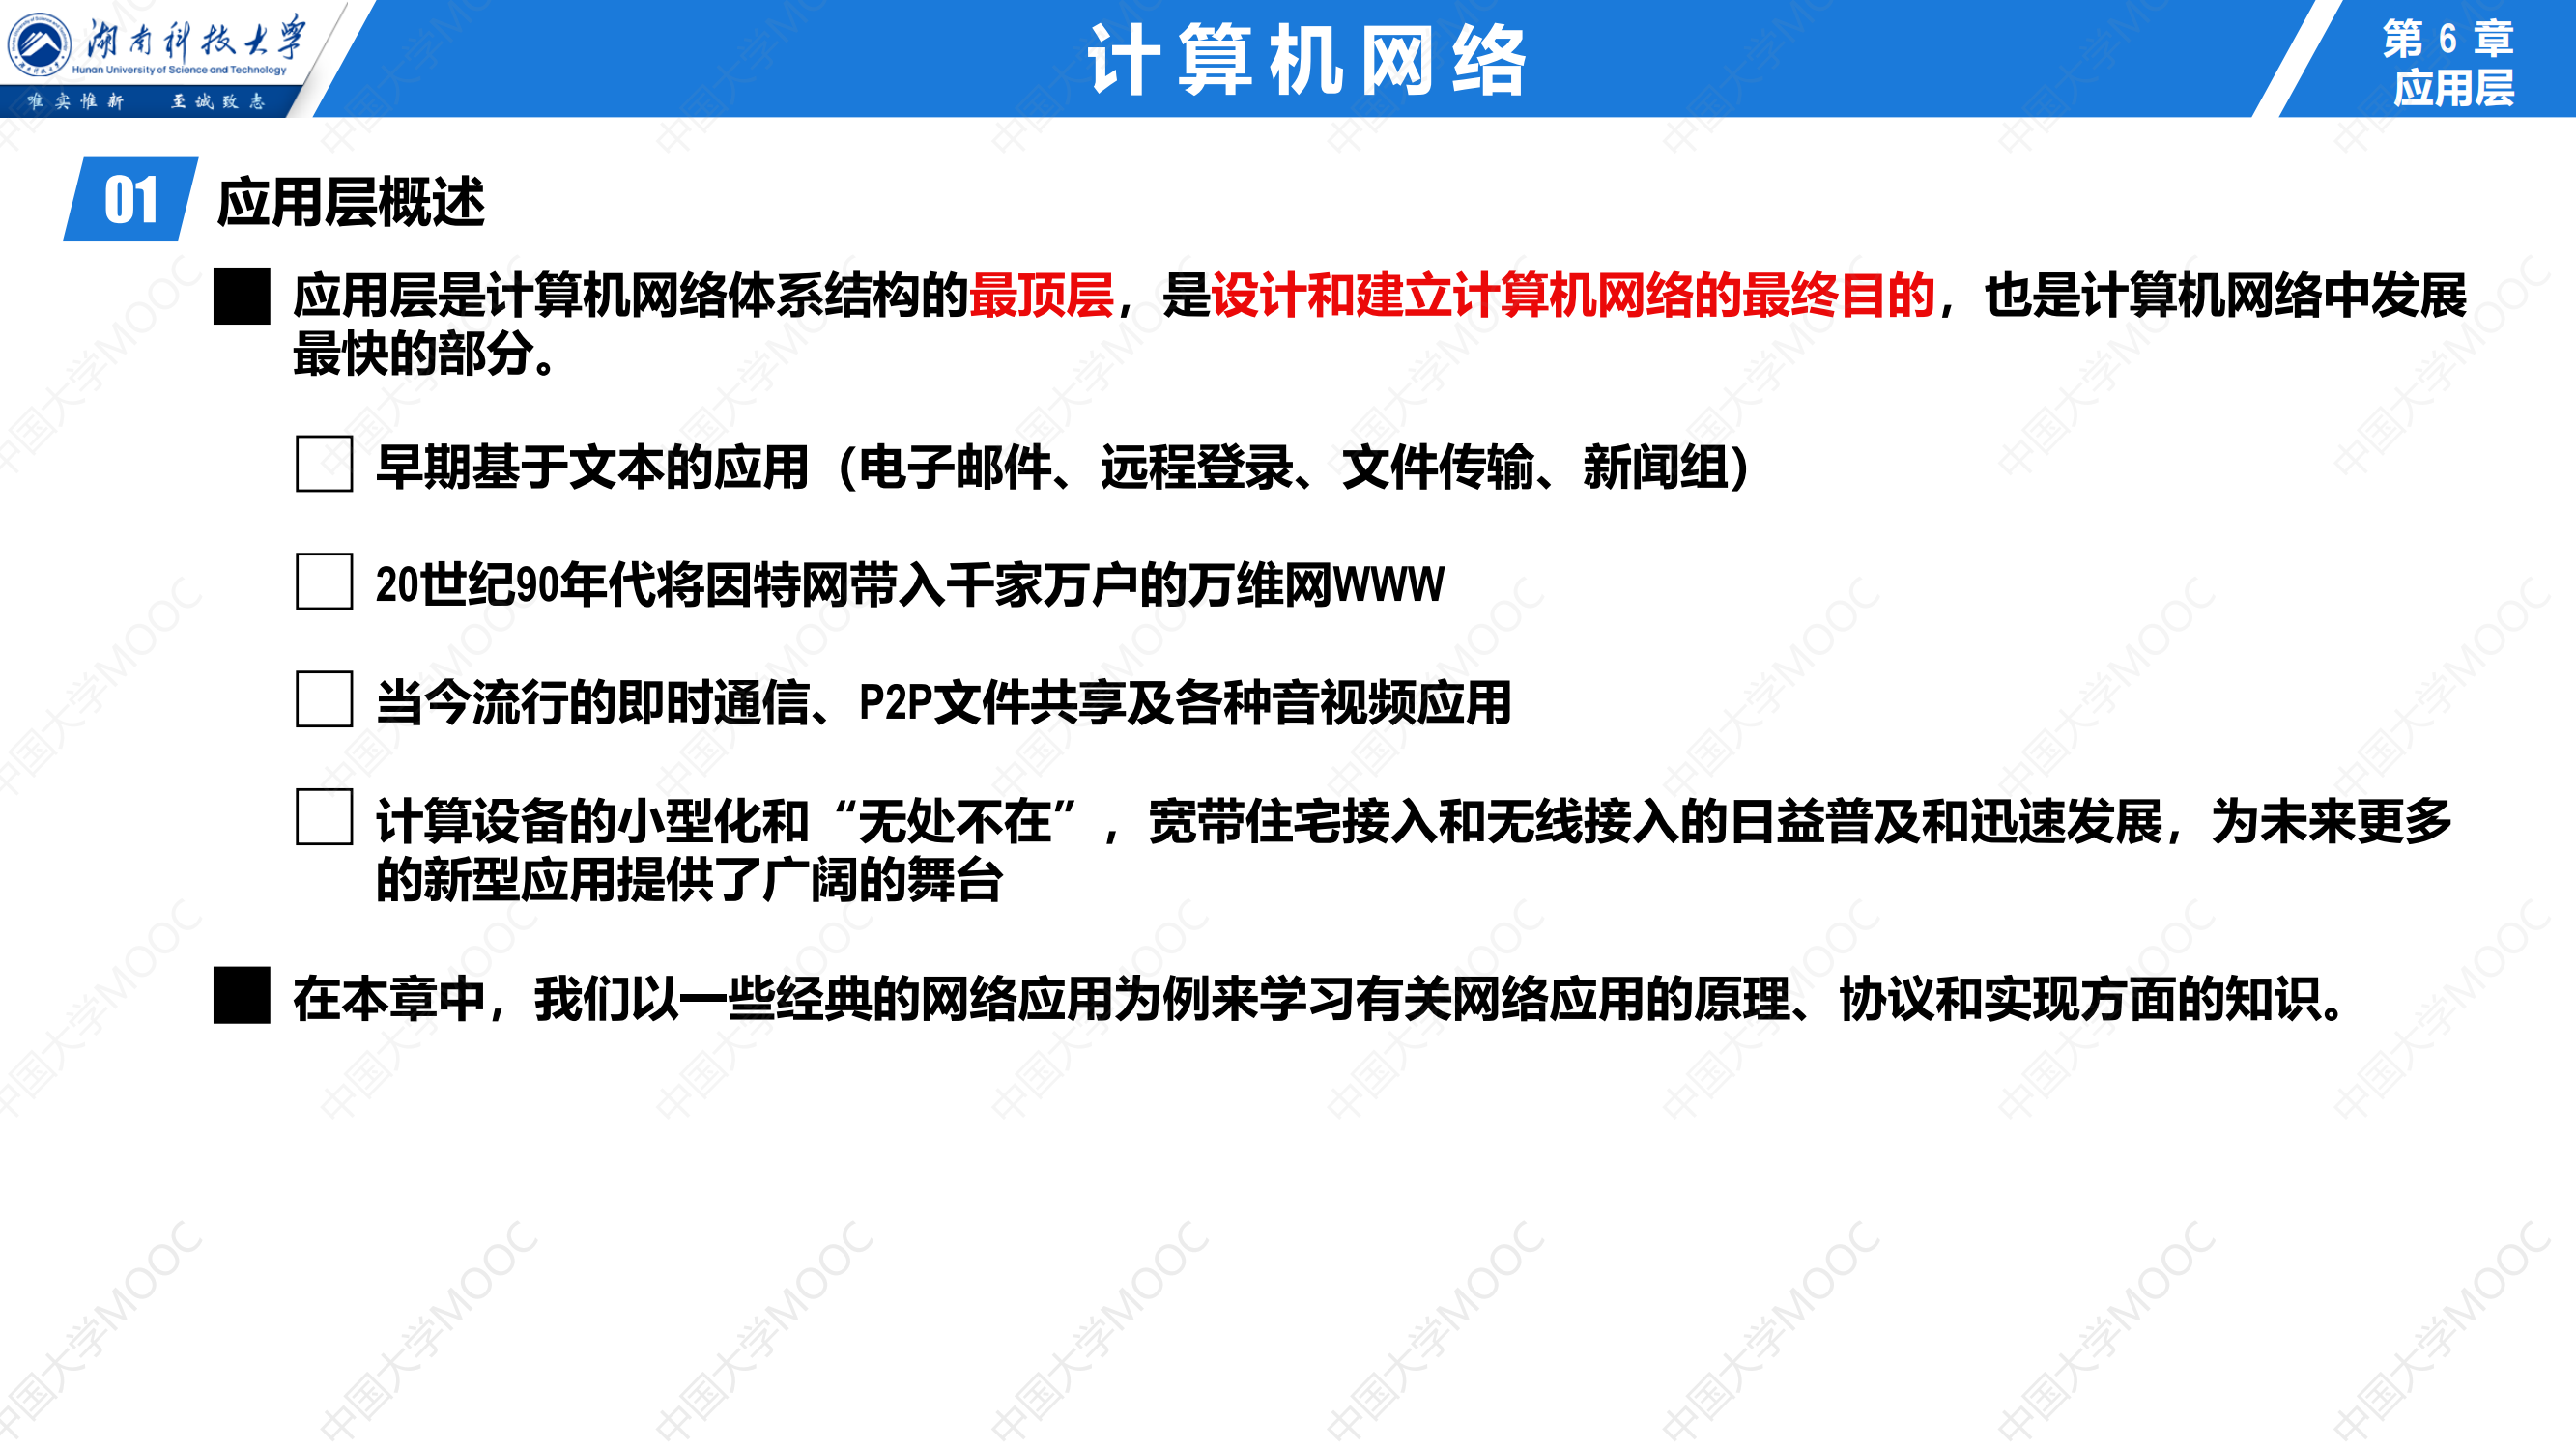 湖南科技大学
Hunan University of Science and Technology
唯实惟新 至诚致志
计算机网络
第 6 章
应用层
01 应用层概述
应用层是计算机网络体系结构的最顶层，是设计和建立计算机网络的最终目的，也是计算机网络中发展
最快的部分。
早期基于文本的应用（电子邮件、远程登录、文件传输、新闻组）
20世纪90年代将因特网带入千家万户的万维网WWW
当今流行的即时通信、P2P文件共享及各种音视频应用
计算设备的小型化和“无处不在”，宽带住宅接入和无线接入的日益普及和迅速发展，为未来更多
的新型应用提供了广阔的舞台
在本章中，我们以一些经典的网络应用为例来学习有关网络应用的原理、协议和实现方面的知识。
中国大学MOOC